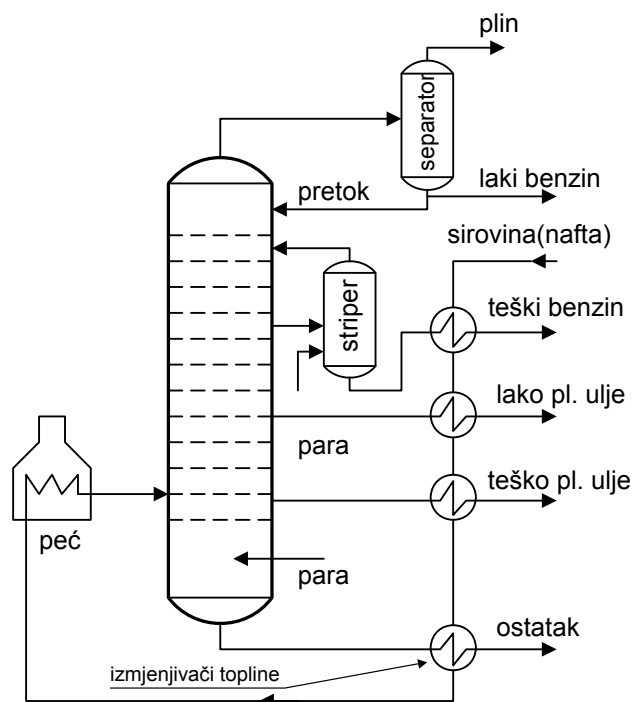 plin
separator
laki benzin
pretok
sirovina(nafta)
striper
teški benzin
lako pl. ulje
para
teško pl. ulje
peć
para
ostatak
izmjenjivači topline